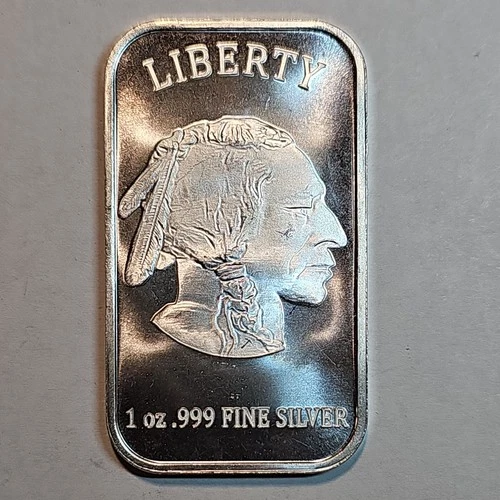 LIBERTY
1 oz .999 FINE SILVER